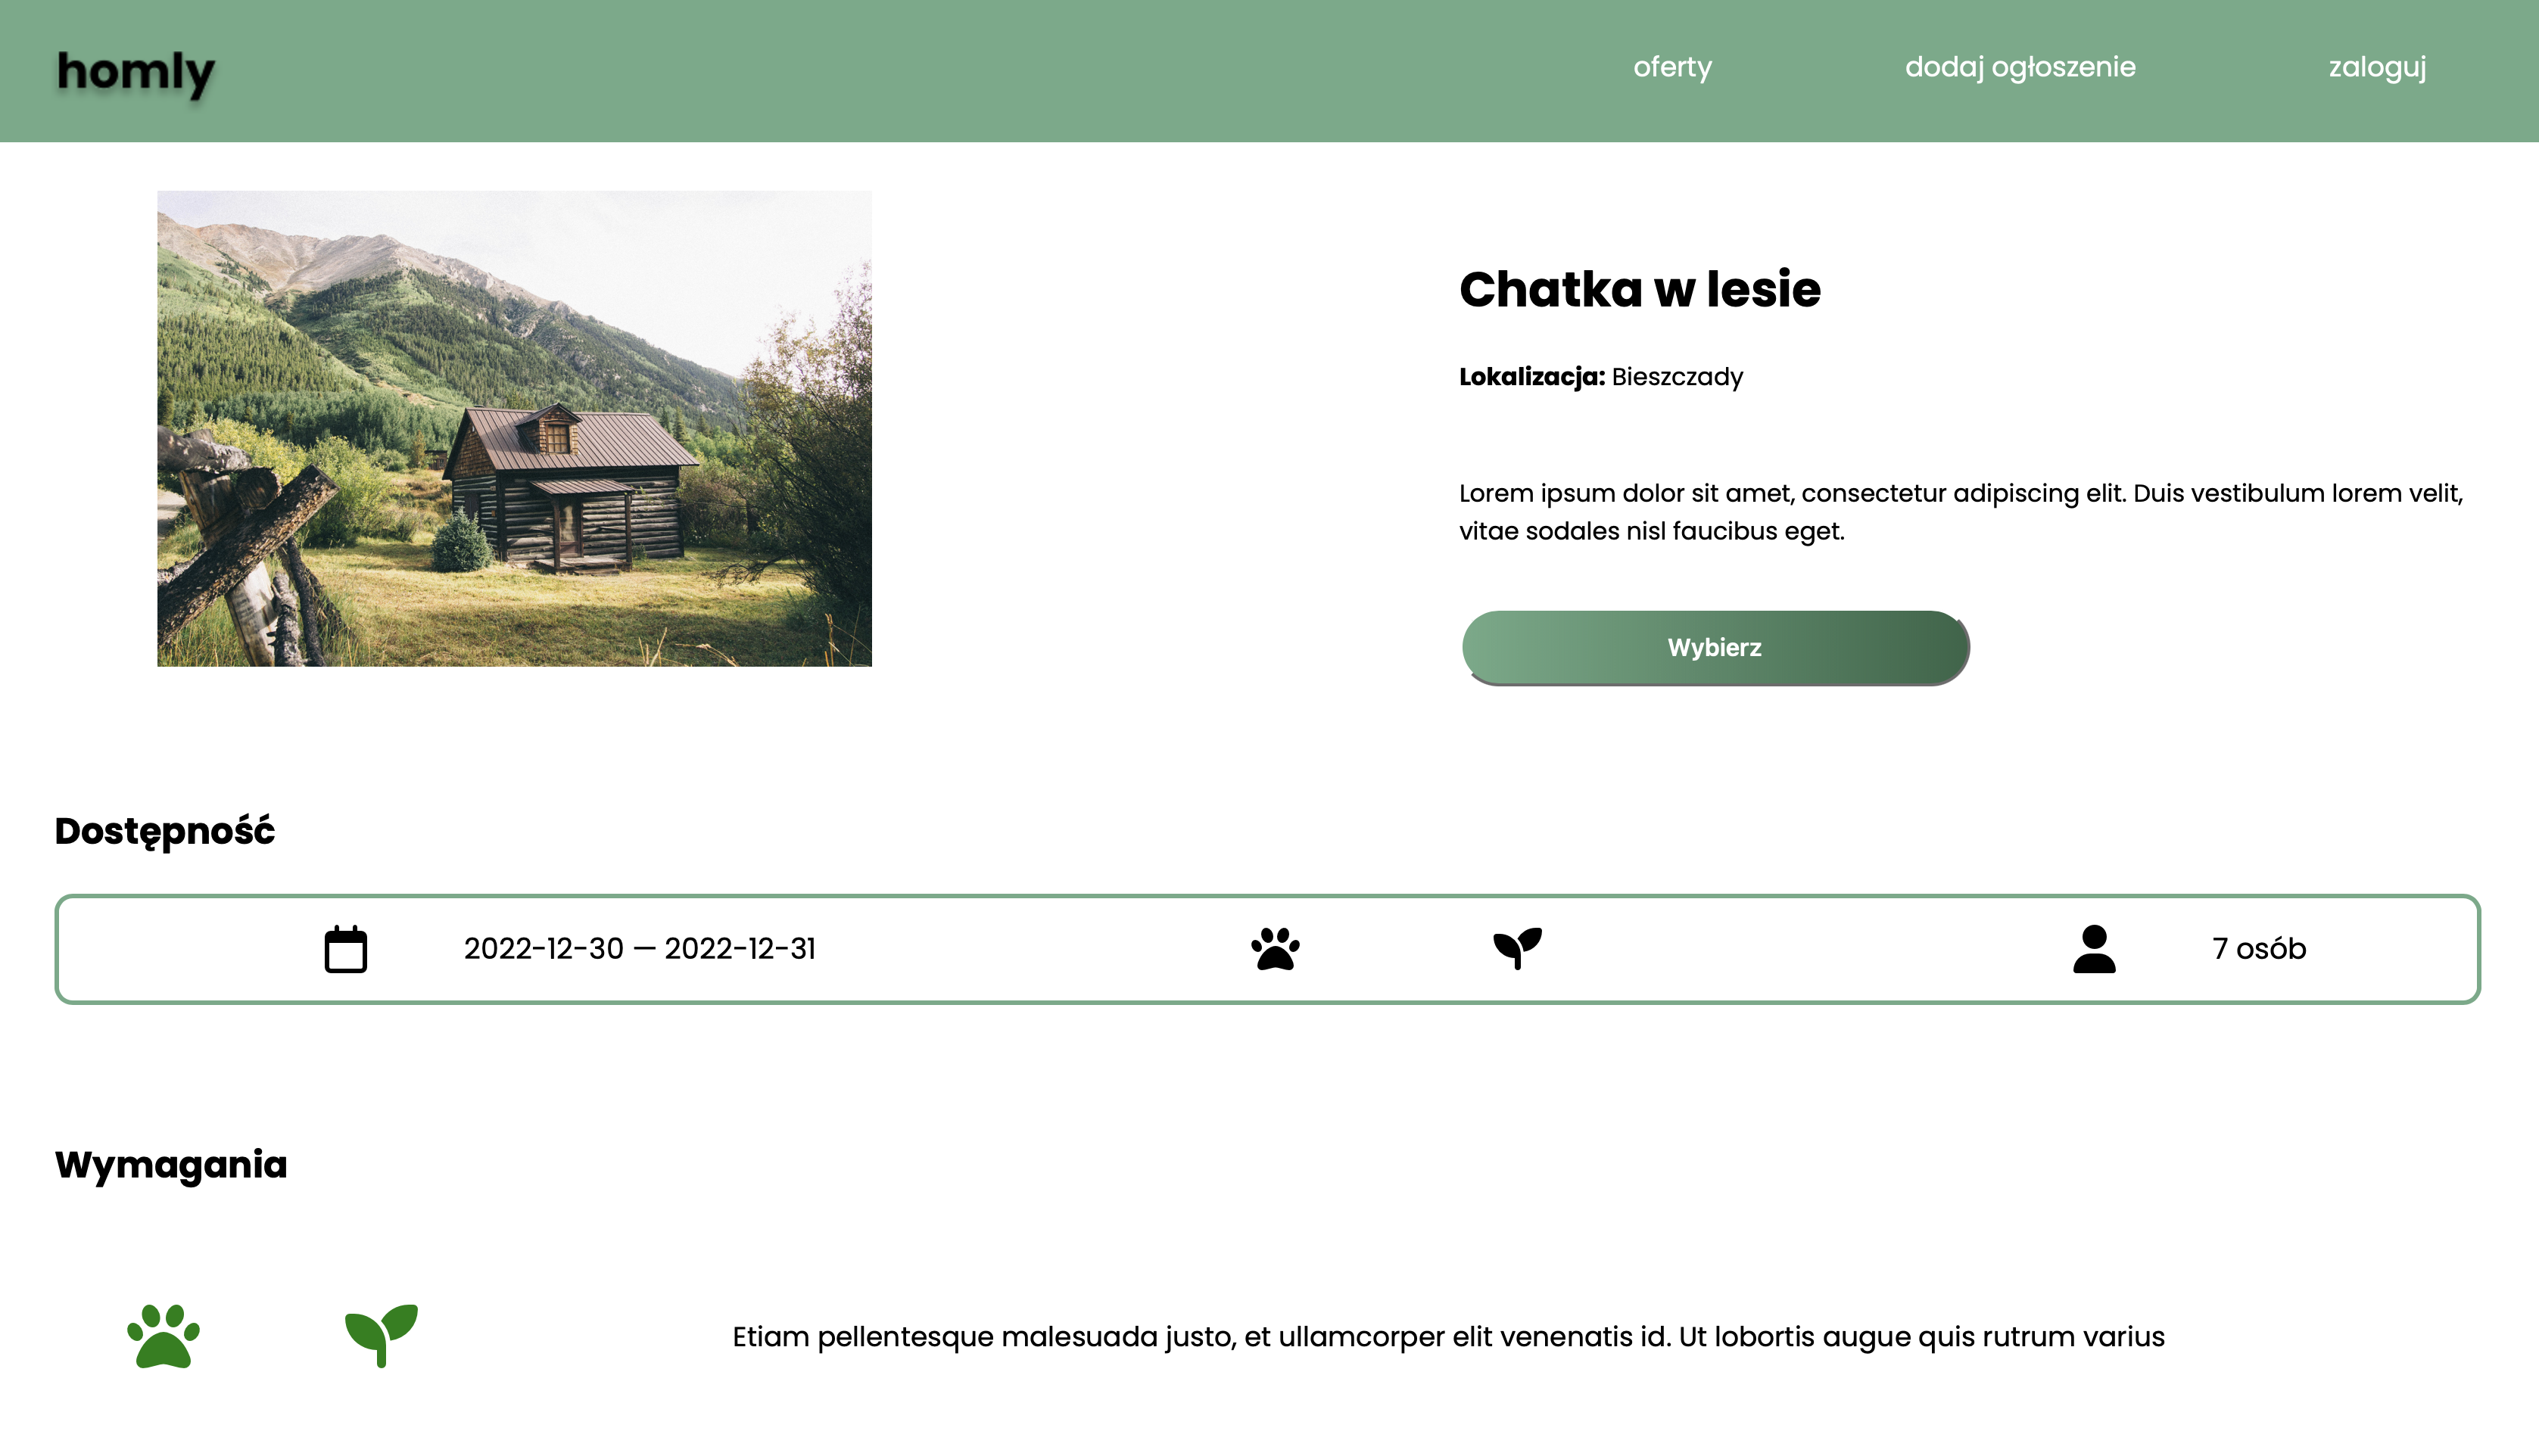 homly
oferty
dodaj ogłoszenie
zaloguj
Chatka w lesie
Lokalizacja: Bieszczady
Lorem ipsum dolor sit amet, consectetur adipiscing elit. Duis vestibulum lorem velit,
vitae sodales nisl faucibus eget.
Wybierz
Dostępność
2022-12-30 — 2022-12-31
7 osób
Wymagania
Etiam pellentesque malesuada justo, et ullamcorper elit venenatis id. Ut lobortis augue quis rutrum varius